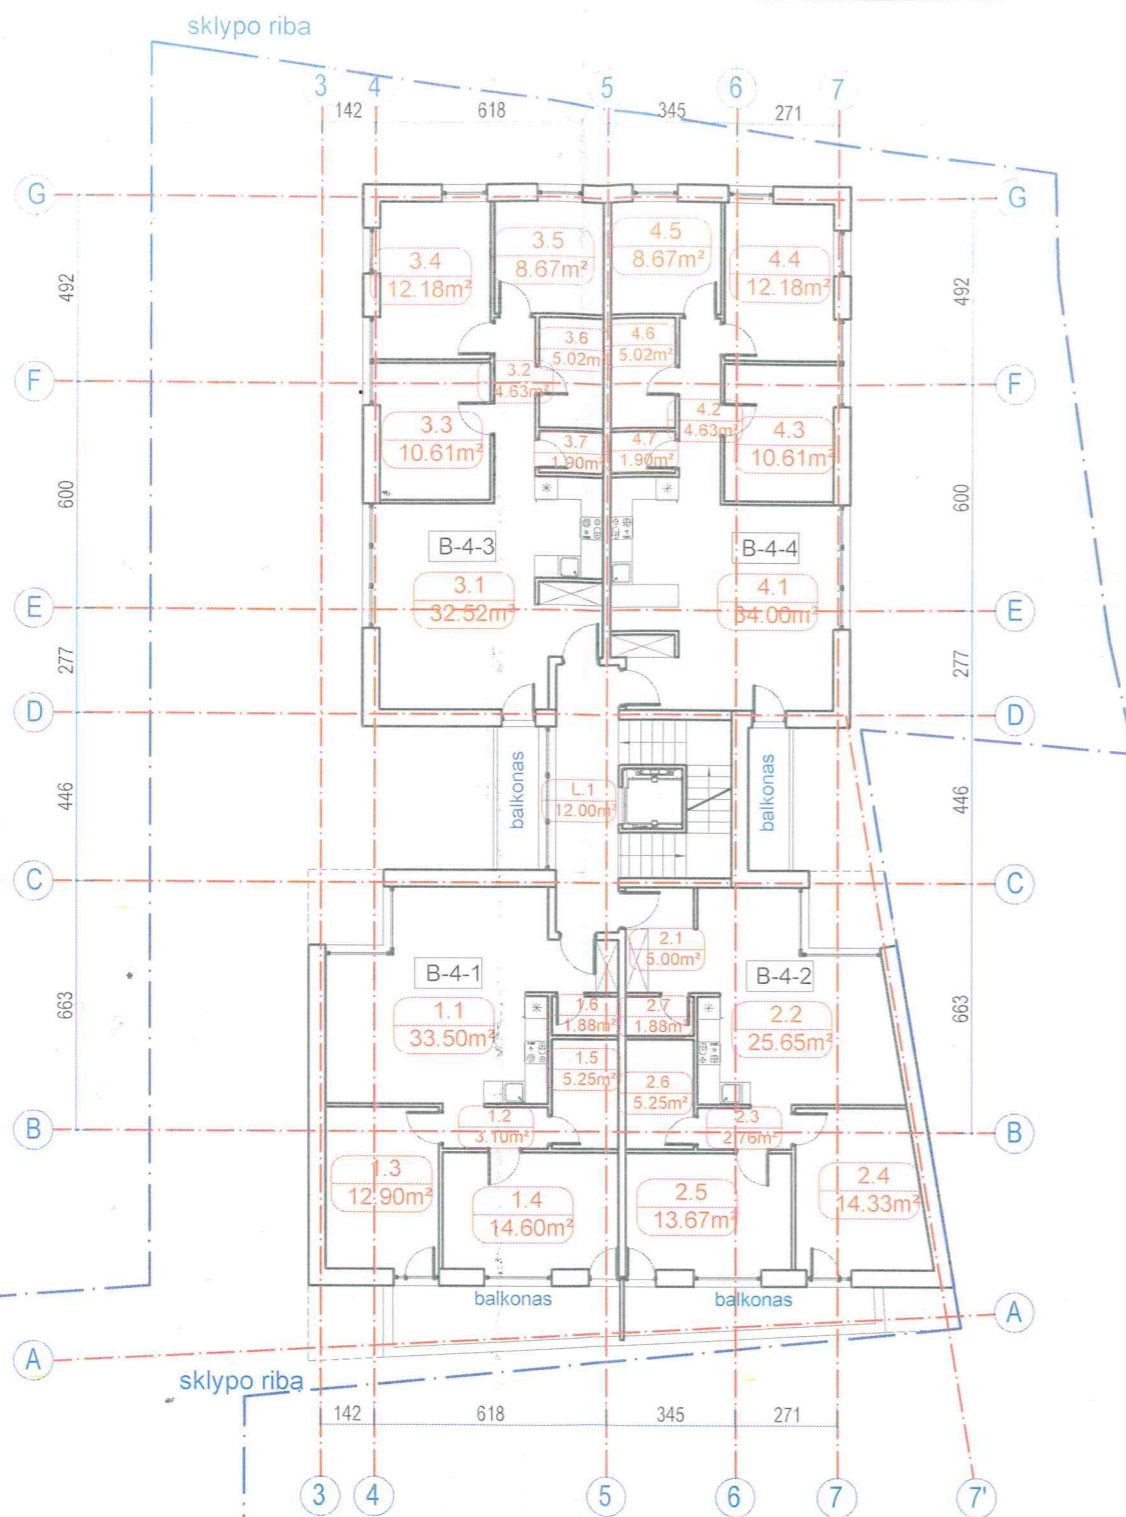 sklypo riba
3 4 5 6 7
142 618 345 271
G G
3.5 4.5
8.67m² 8.67m²
3.4 4.4
12.18m² 12.18m²
492 492
3.6 4.6
5.02m² 5.02m²
F F
3.2
4.63m²
4.2
4.63m²
3.3 4.3
10.61m² 10.61m²
3.7 4.7
1.90m² 1.90m²
600 600
B-4-3 B-4-4
3.1 4.1
32.52m² 34.00m²
E E
277 277
D D
balkonas balkonas
L.1
12.00m²
446 446
C C
2.1
5.00m²
B-4-1 B-4-2
1.1 2.2
33.50m² 25.65m²
663 663
1.6 2.7
1.88m² 1.88m²
1.5
5.25m²
2.6
5.25m²
1.2 2.3
3.10m² 2.76m²
B B
1.3 2.4
12.90m² 14.33m²
1.4 2.5
14.60m² 13.67m²
balkonas balkonas
A
A
sklypo riba
142 618 345 271
3 4 5 6 7 7'